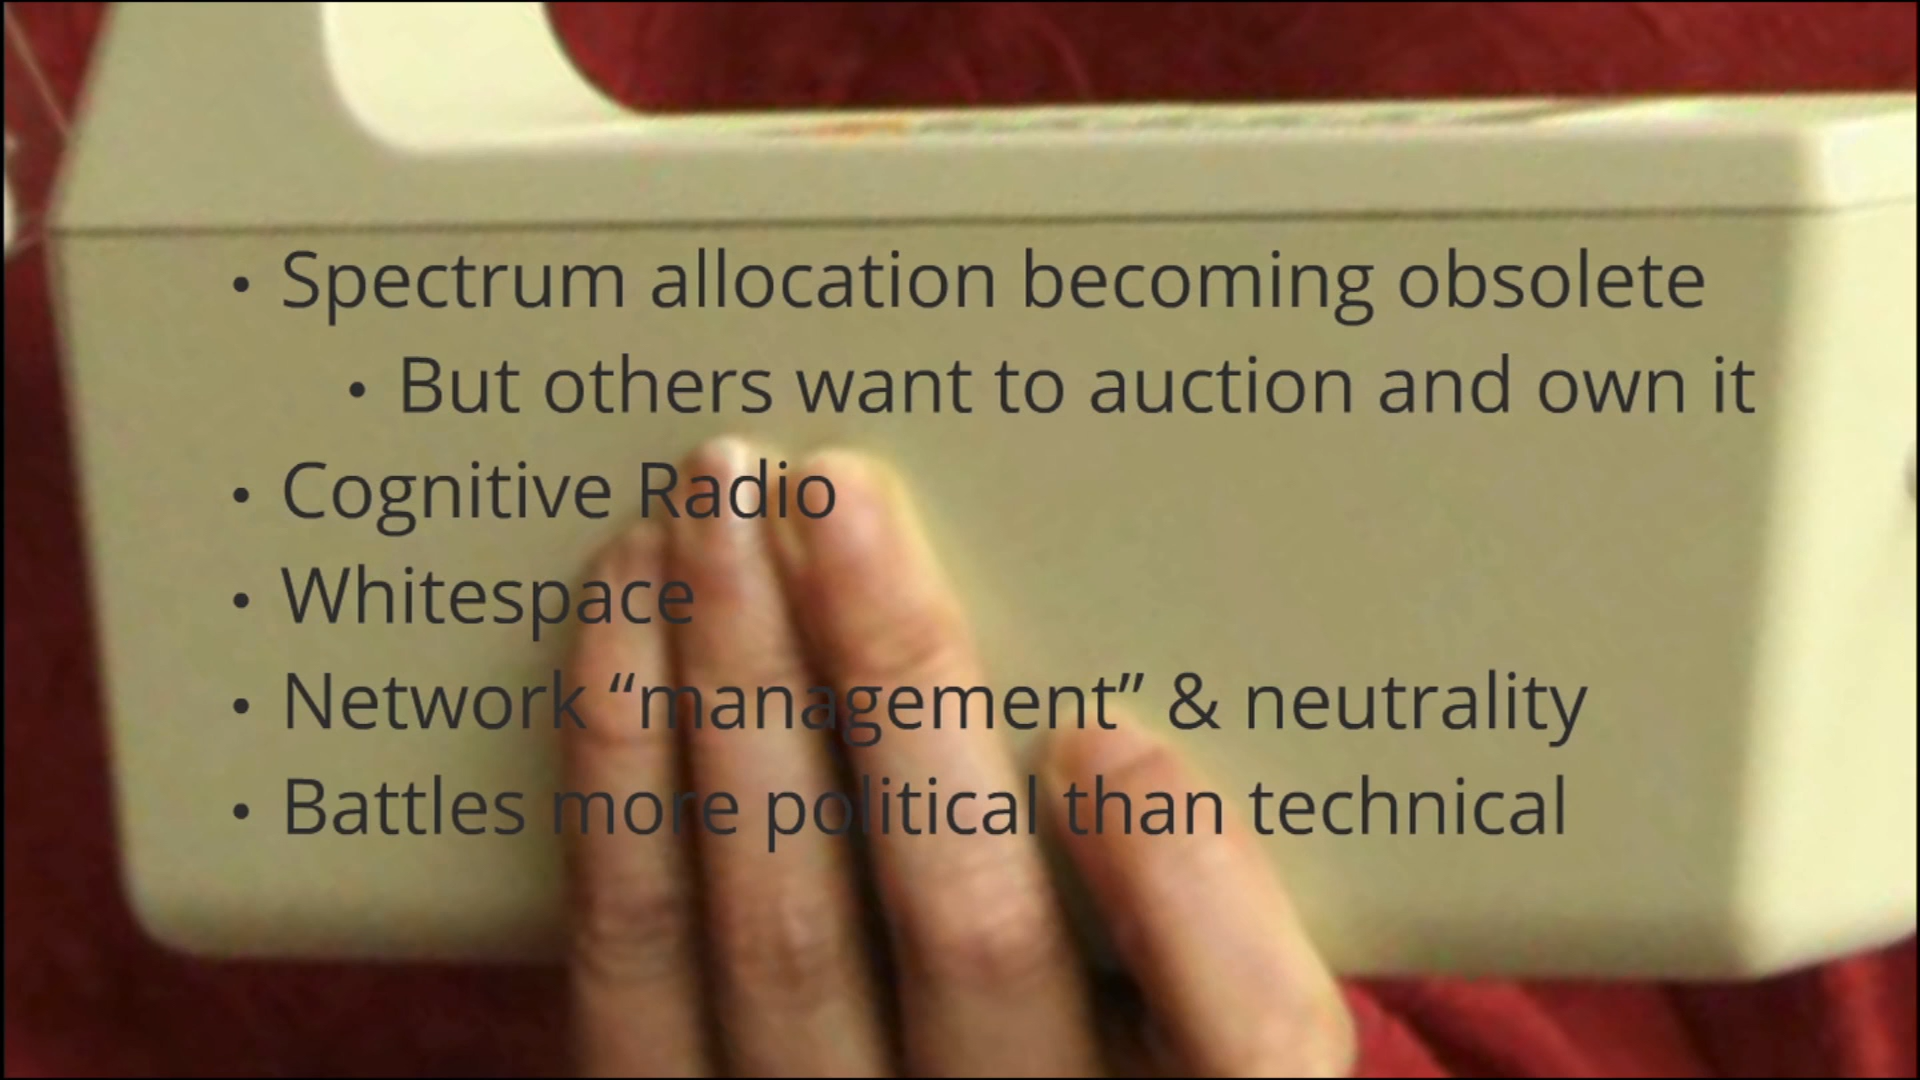 • Spectrum allocation becoming obsolete
• But others want to auction and own it
• Cognitive Radio
• Whitespace
• Network “management” & neutrality
• Battles more political than technical